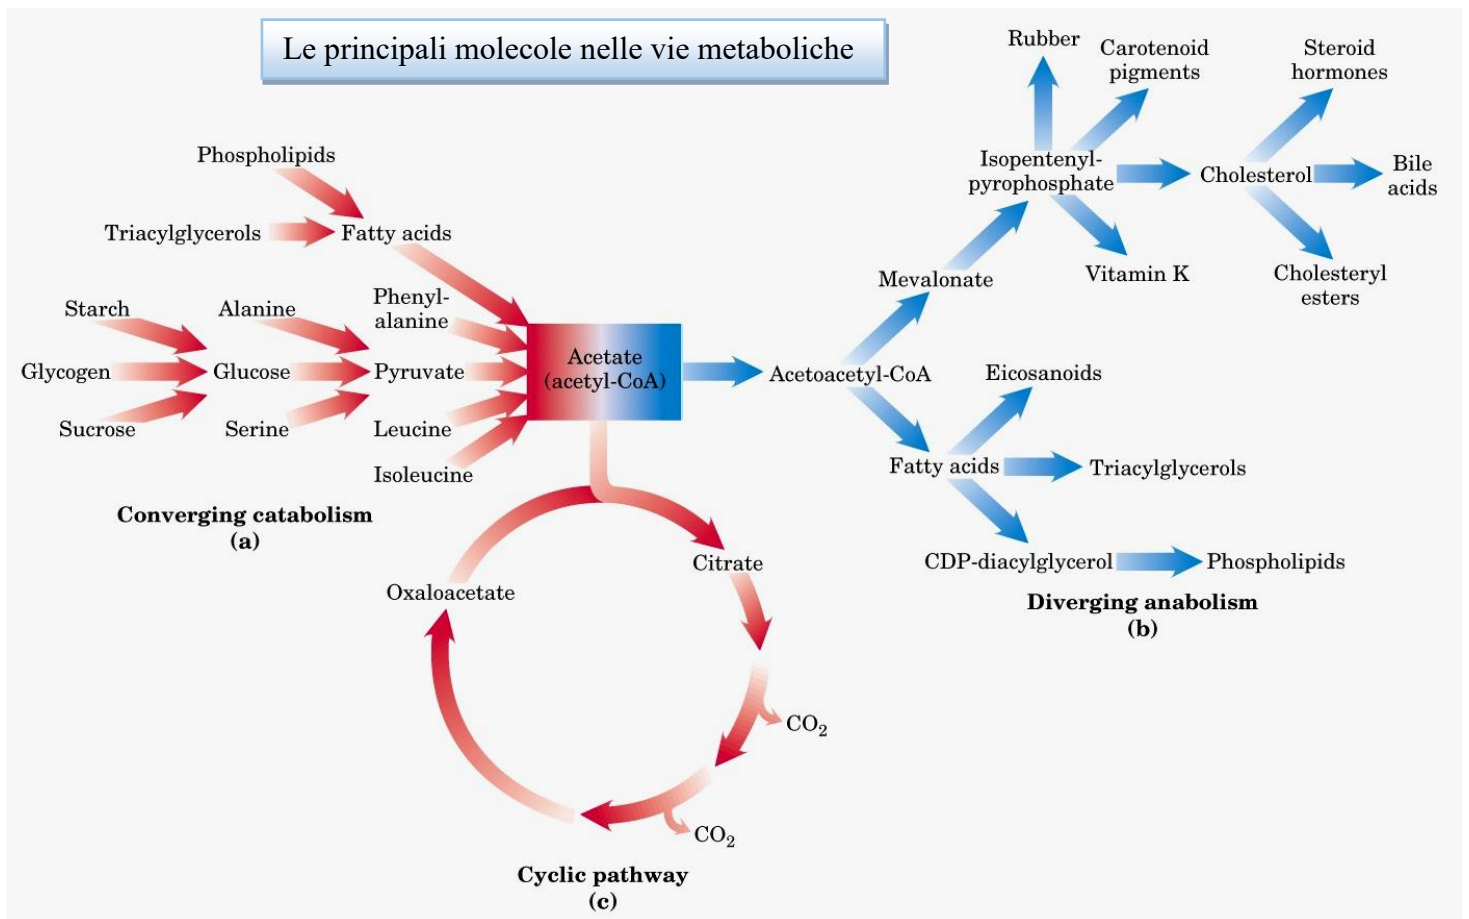 Le principali molecole nelle vie metaboliche
Phospholipids
Triacylglycerols
Fatty acids
Starch
Alanine
Phenyl-
alanine
Glycogen
Glucose
Pyruvate
Sucrose
Serine
Leucine
Isoleucine
Acetate
(acetyl-CoA)
Converging catabolism
(a)
Rubber
Carotenoid
pigments
Steroid
hormones
Isopentenyl-
pyrophosphate
Cholesterol
Bile
acids
Mevalonate
Vitamin K
Cholesteryl
esters
Acetoacetyl-CoA
Eicosanoids
Fatty acids
Triacylglycerols
CDP-diacylglycerol
Phospholipids
Diverging anabolism
(b)
Citrate
Oxaloacetate
CO2
CO2
Cyclic pathway
(c)